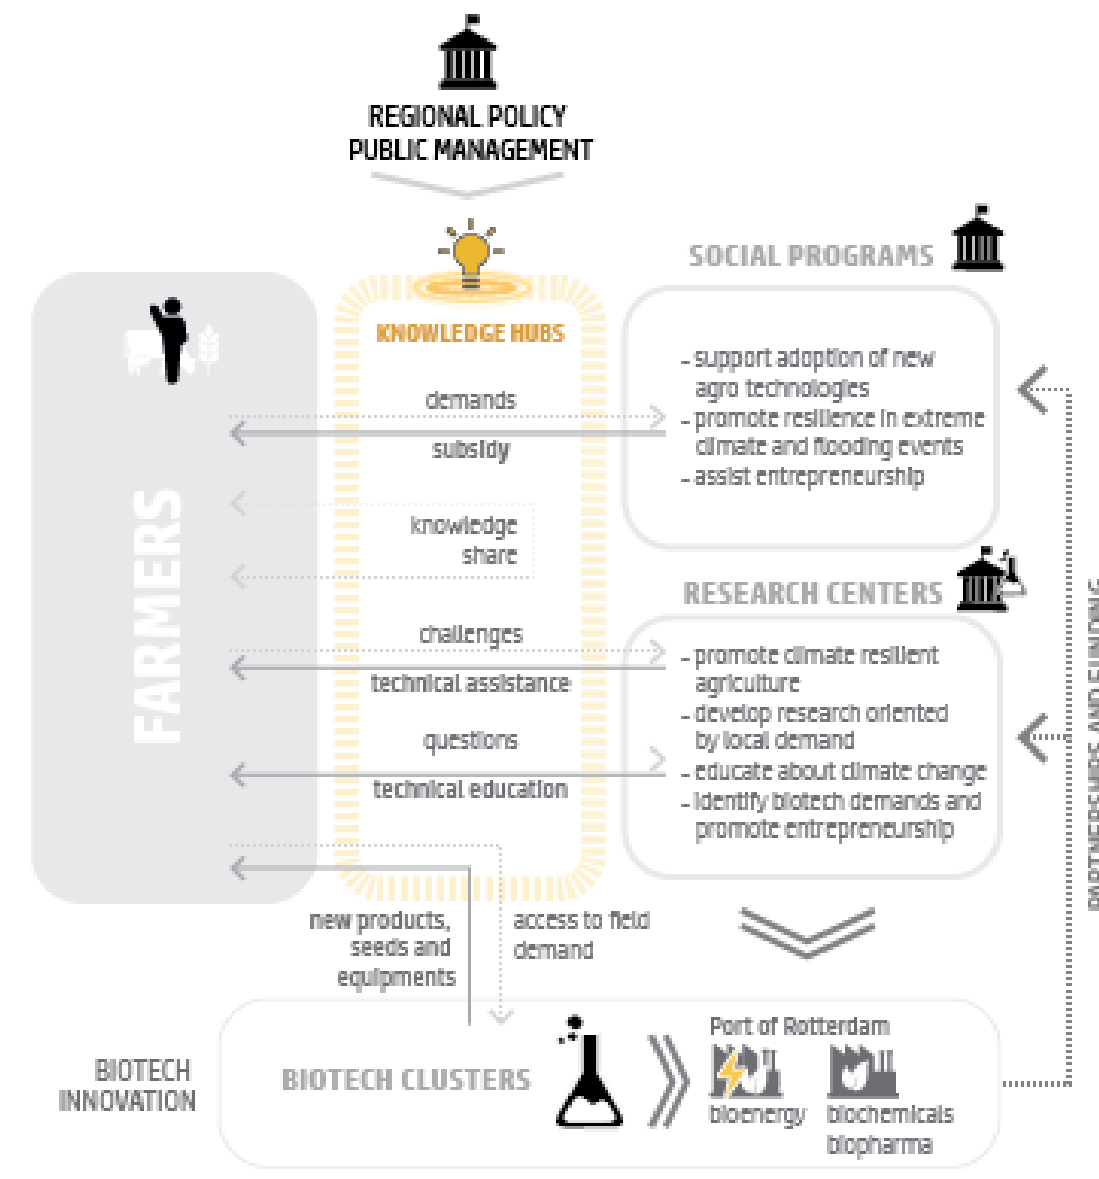 REGIONAL POLICY
PUBLIC MANAGEMENT
KNOWLEDGE HUBS
SOCIAL PROGRAMS
- support adoption of new
agro technologies
- promote resilience in extreme
climate and flooding events
- assist entrepreneurship
demands
subsidy
knowledge
share
FARMERS
RESEARCH CENTERS
- promote climate resilient
agriculture
- develop research oriented
by local demand
- educate about climate change
- identify biotech demands and
promote entrepreneurship
challenges
technical assistance
questions
technical education
new products,
seeds and
equipments
access to field
demand
PARTNERSHIPS AND FUNDING
BIOTECH
INNOVATION
BIOTECH CLUSTERS
Port of Rotterdam
bioenergy
biochemicals
biopharma